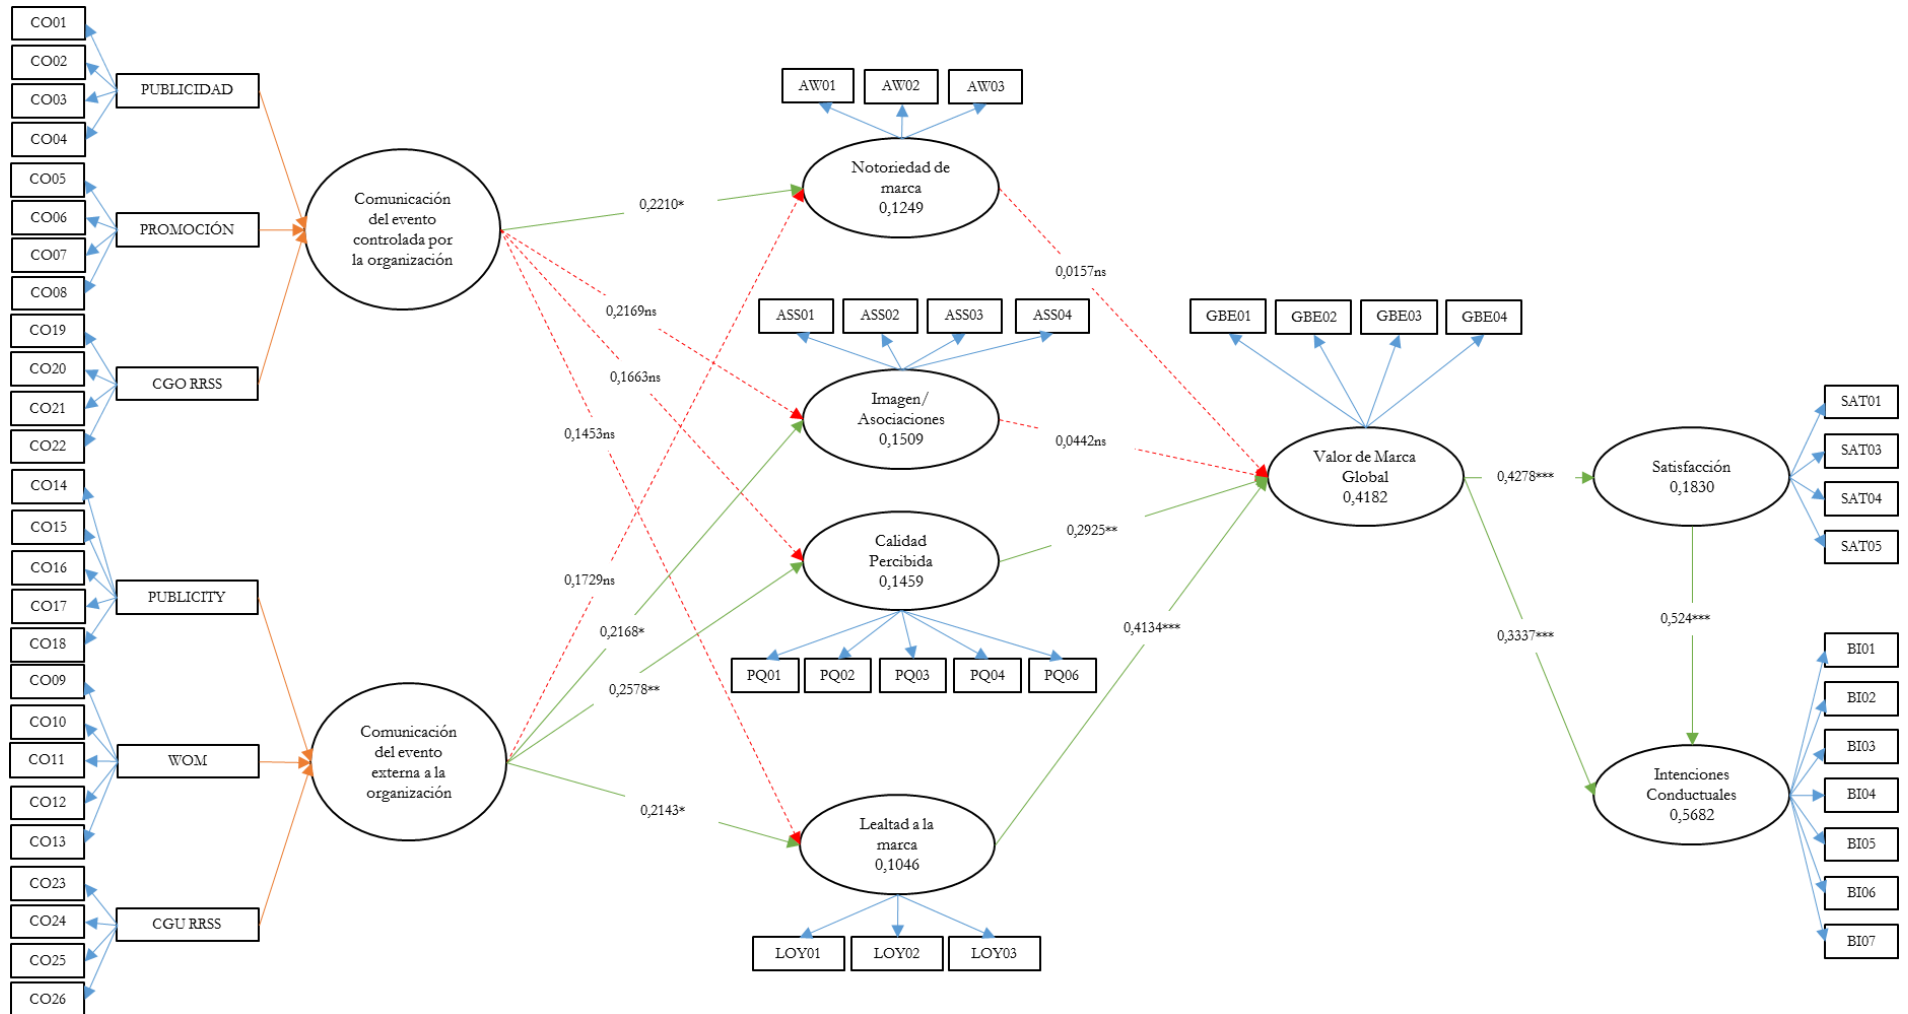 CO01
CO02
CO03
CO04
PUBLICIDAD
CO05
CO06
CO07
CO08
PROMOCIÓN
CO19
CO20
CO21
CO22
CGO RRSS
CO14
CO15
CO16
CO17
CO18
PUBLICITY
CO09
CO10
CO11
CO12
CO13
WOM
CO23
CO24
CO25
CO26
CGU RRSS
Comunicación
del evento
controlada por
la organización
Comunicación
del evento
externa a la
organización
0,2210*
0,2169ns
0,1663ns
0,1453ns
0,1729ns
0,2168*
0,2578**
0,2143*
AW01
AW02
AW03
Notoriedad de
marca
0,1249
ASS01
ASS02
ASS03
ASS04
Imagen/
Asociaciones
0,1509
Calidad
Percibida
0,1459
PQ01
PQ02
PQ03
PQ04
PQ06
Lealtad a la
marca
0,1046
LOY01
LOY02
LOY03
0,0157ns
0,0442ns
0,2925**
0,4134***
GBE01
GBE02
GBE03
GBE04
Valor de Marca
Global
0,4182
0,4278***
0,3337***
Satisfacción
0,1830
SAT01
SAT03
SAT04
SAT05
0,524***
Intenciones
Conductuales
0,5682
BI01
BI02
BI03
BI04
BI05
BI06
BI07